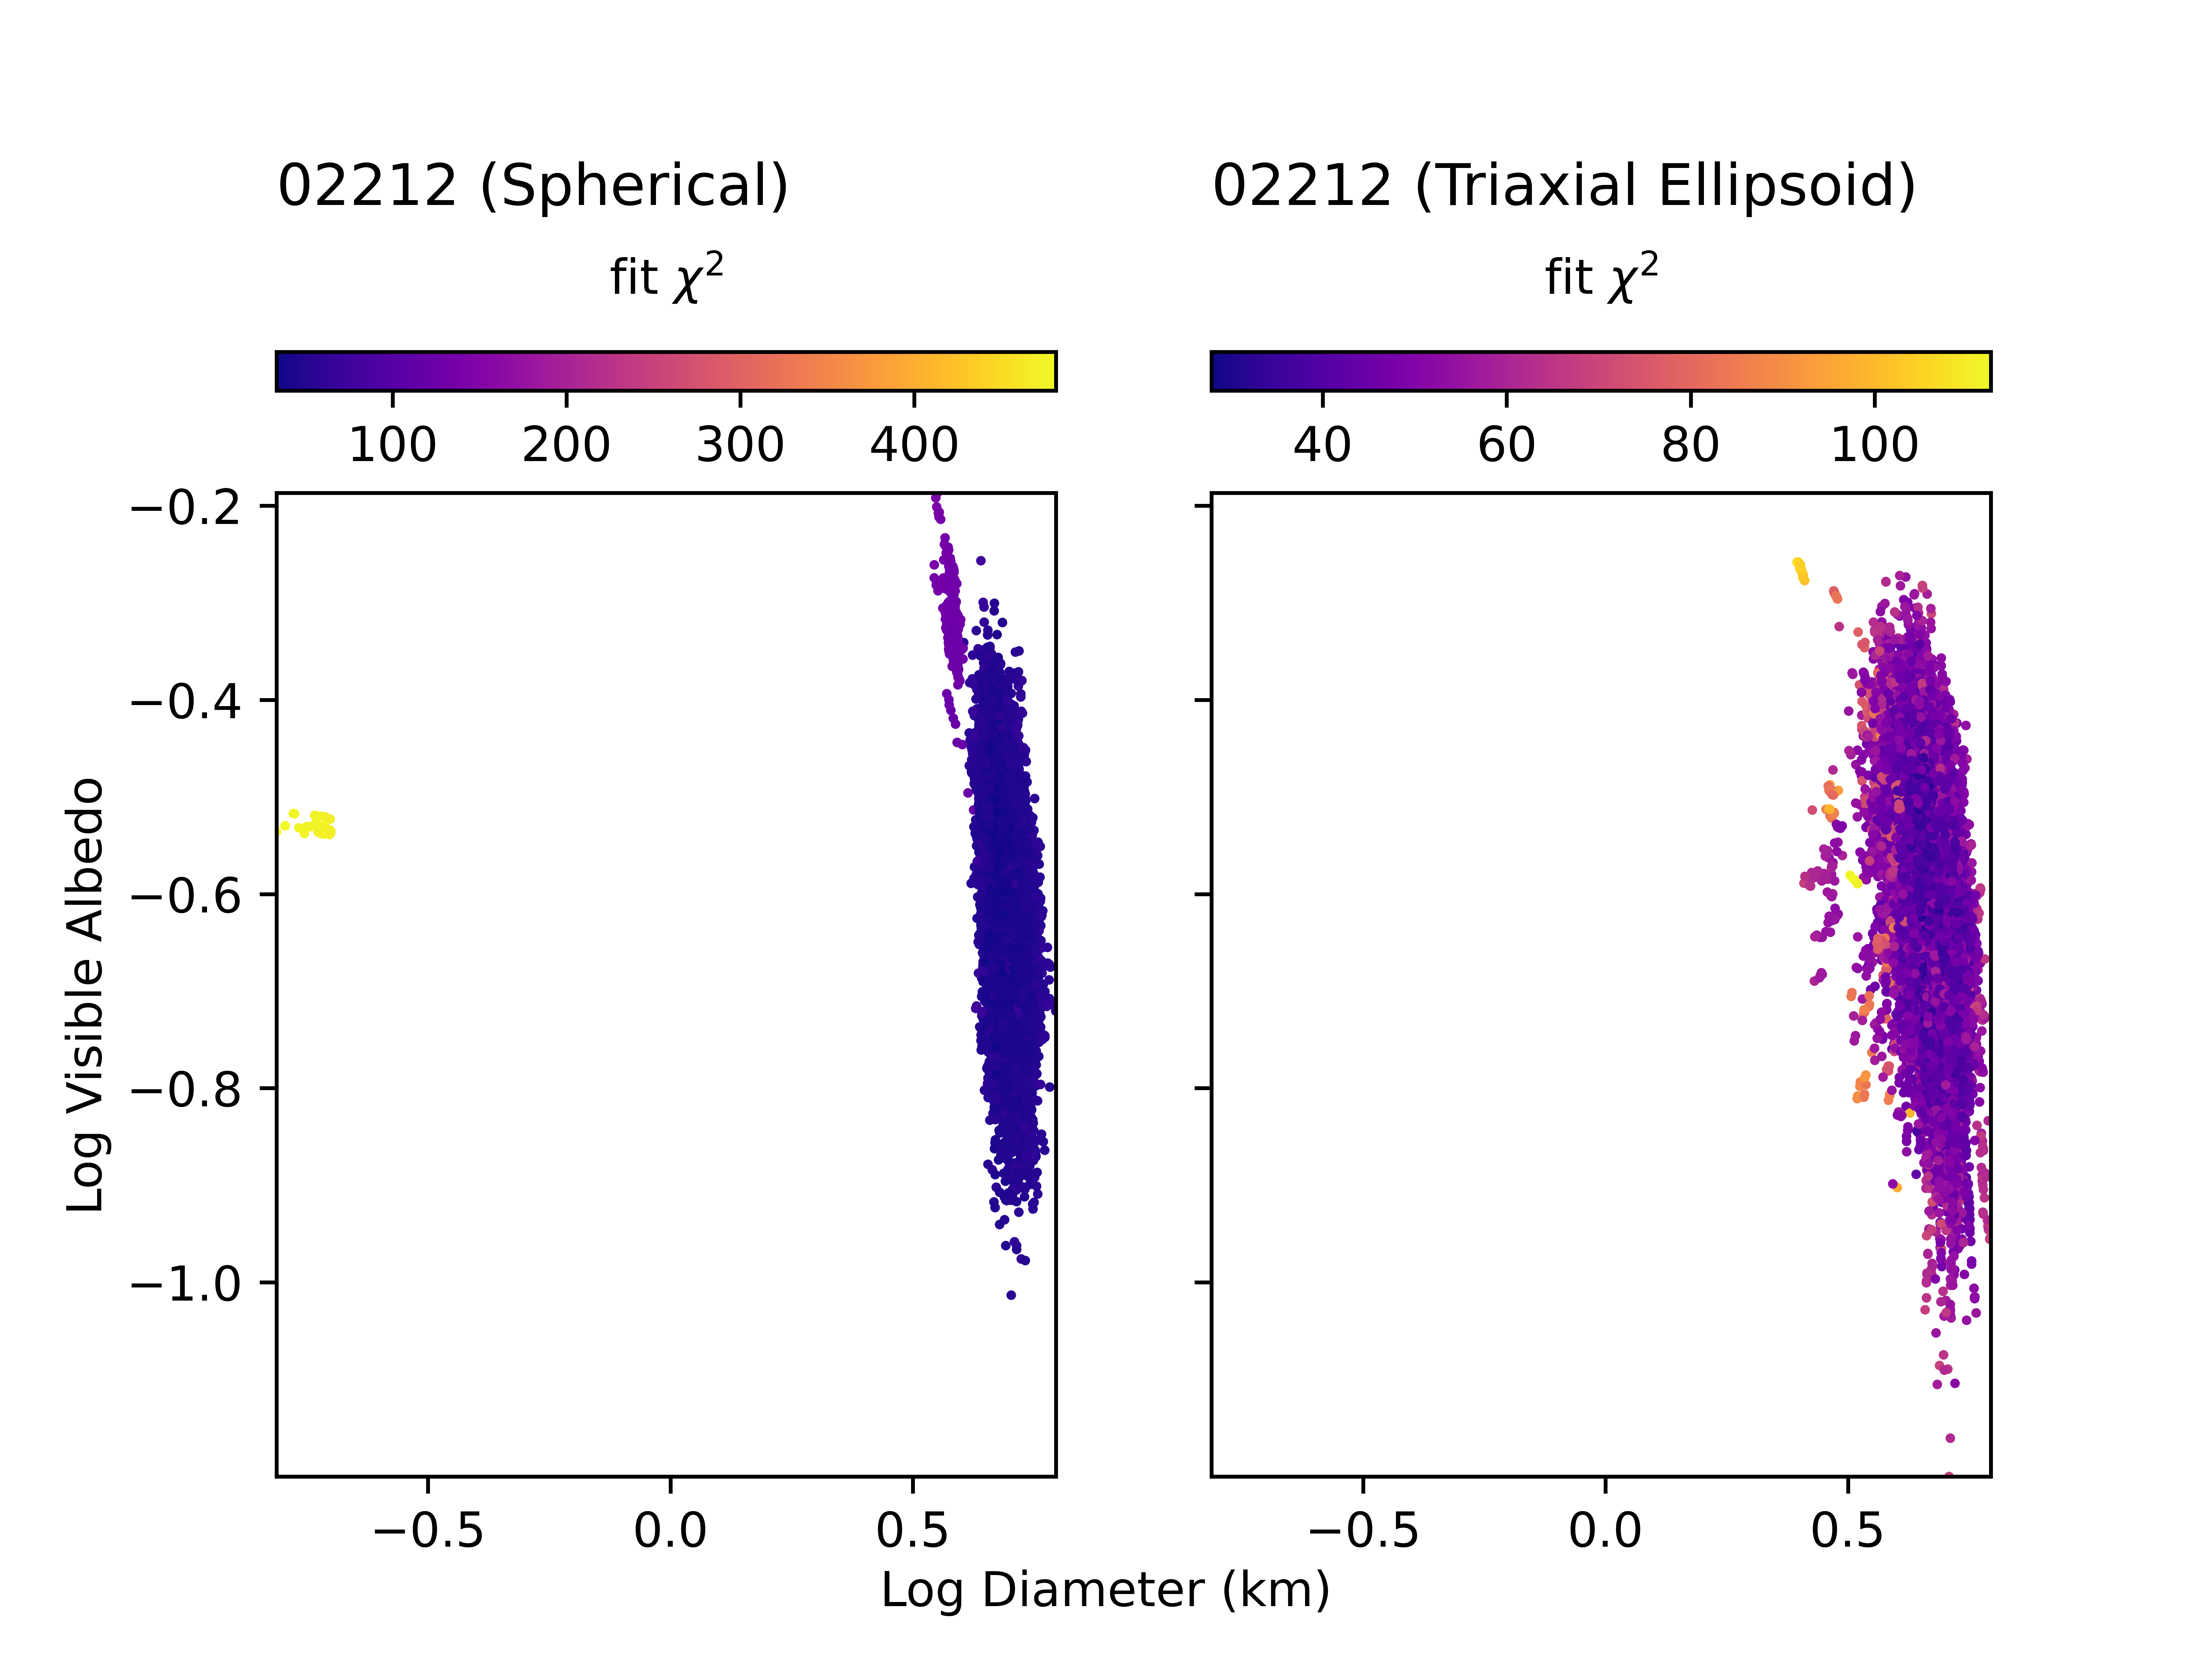 02212 (Spherical)
02212 (Triaxial Ellipsoid)
fit χ²
fit χ²
100 200 300 400
40 60 80 100
−0.2
−0.4
−0.6
−0.8
−1.0
Log Visible Albedo
−0.5 0.0 0.5
−0.5 0.0 0.5
Log Diameter (km)